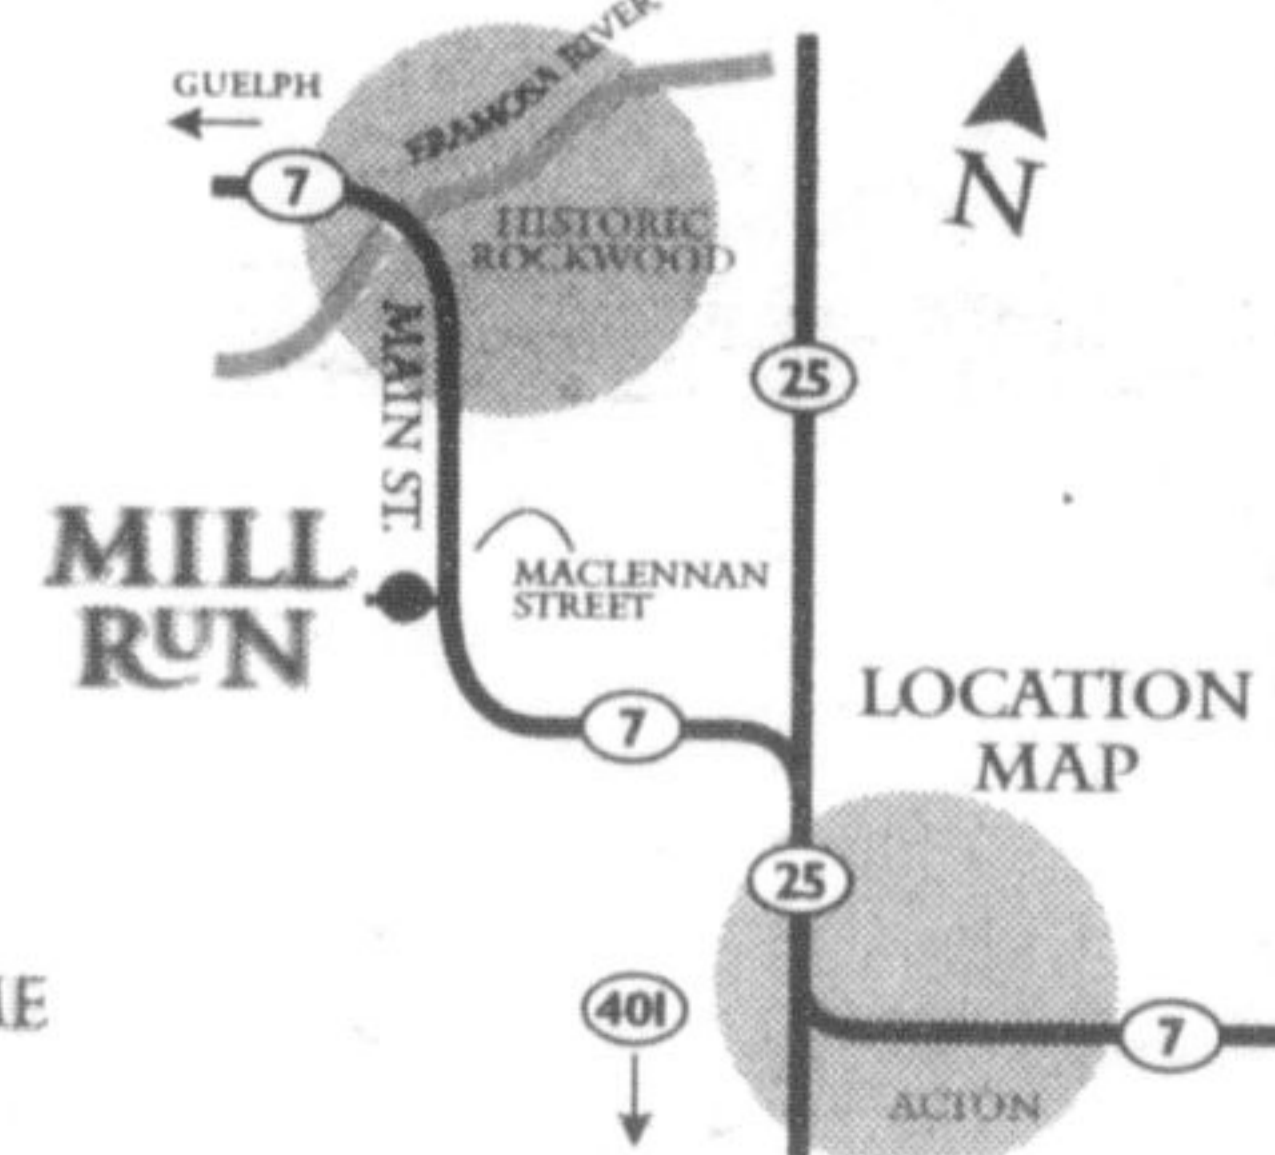 ERAMOSA RIVER
GUELPH
7
HISTORIC
ROCKWOOD
N
MAIN ST.
25
MILL
RUN
MACLENNAN
STREET
7
LOCATION
MAP
25
401
7
ACTON